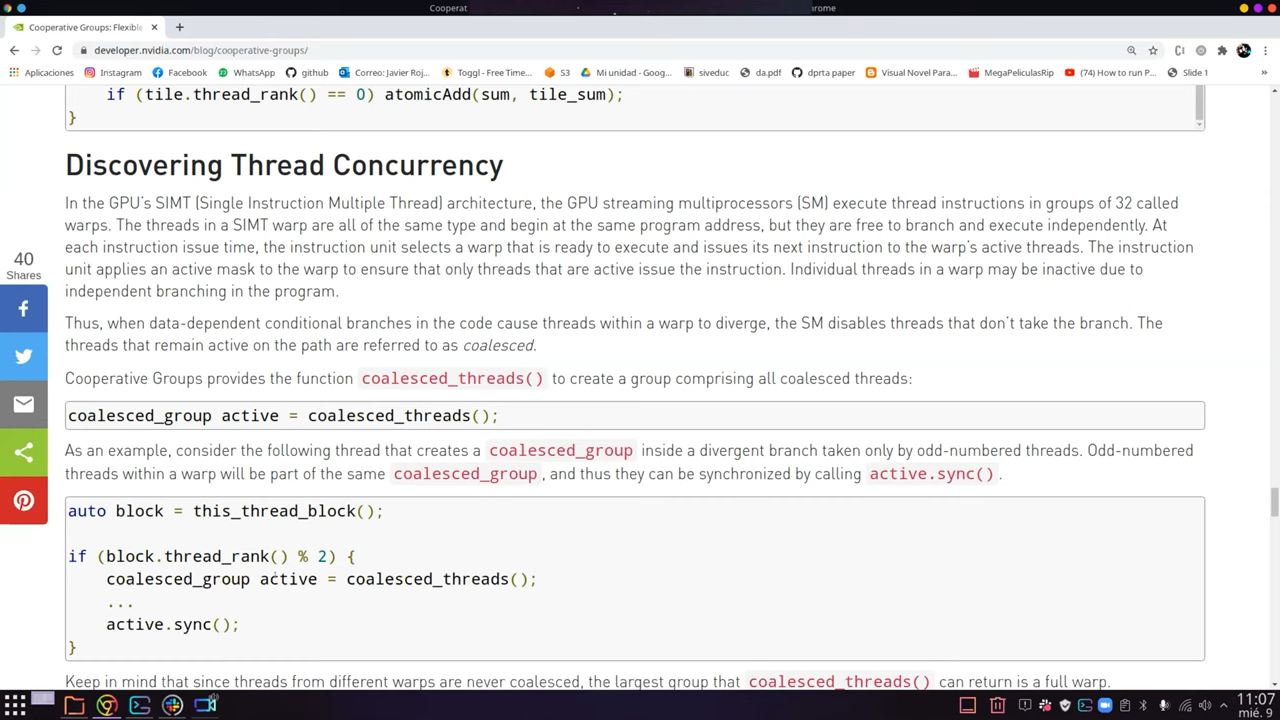 Cooperat
hrome
Cooperative Groups: Flexible
developer.nvidia.com/blog/cooperative-groups/
Aplicaciones Instagram Facebook WhatsApp github Correo: Javier Roj... Toggl - Free Time... S3 Mi unidad - Goog... siveduc da.pdf dprta paper Visual Novel Para... MegaPeliculasRip (74) How to run P... Slide 1
if (tile.thread_rank() == 0) atomicAdd(sum, tile_sum);
}
Discovering Thread Concurrency
In the GPU's SIMT (Single Instruction Multiple Thread) architecture, the GPU streaming multiprocessors (SM) execute thread instructions in groups of 32 called
warps. The threads in a SIMT warp are all of the same type and begin at the same program address, but they are free to branch and execute independently. At
each instruction issue time, the instruction unit selects a warp that is ready to execute and issues its next instruction to the warp's active threads. The instruction
unit applies an active mask to the warp to ensure that only threads that are active issue the instruction. Individual threads in a warp may be inactive due to
independent branching in the program.
40
Shares
Thus, when data-dependent conditional branches in the code cause threads within a warp to diverge, the SM disables threads that don't take the branch. The
threads that remain active on the path are referred to as coalesced.
Cooperative Groups provides the function coalesced_threads() to create a group comprising all coalesced threads:
coalesced_group active = coalesced_threads();
As an example, consider the following thread that creates a coalesced_group inside a divergent branch taken only by odd-numbered threads. Odd-numbered
threads within a warp will be part of the same coalesced_group , and thus they can be synchronized by calling active.sync() .
auto block = this_thread_block();
if (block.thread_rank() % 2) {
coalesced_group active = coalesced_threads();
...
active.sync();
}
Keep in mind that since threads from different warps are never coalesced, the largest group that coalesced_threads() can return is a full warp.
11:07
mié. 9